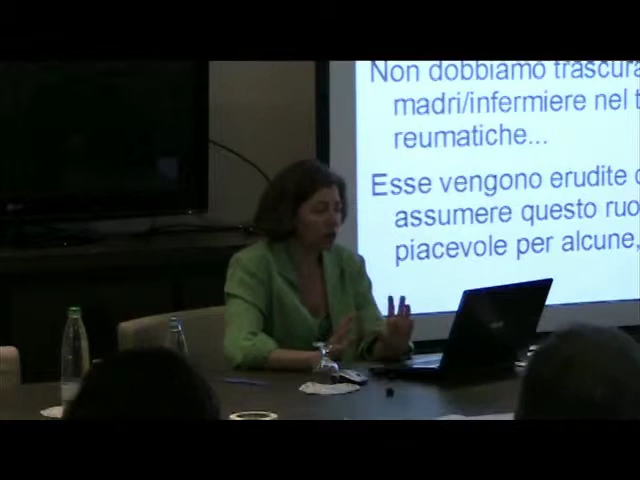 Non dobbiamo trascura
madri/infermiere nel t
reumatiche...
Esse vengono erudite
assumere questo ruo
piacevole per alcune,